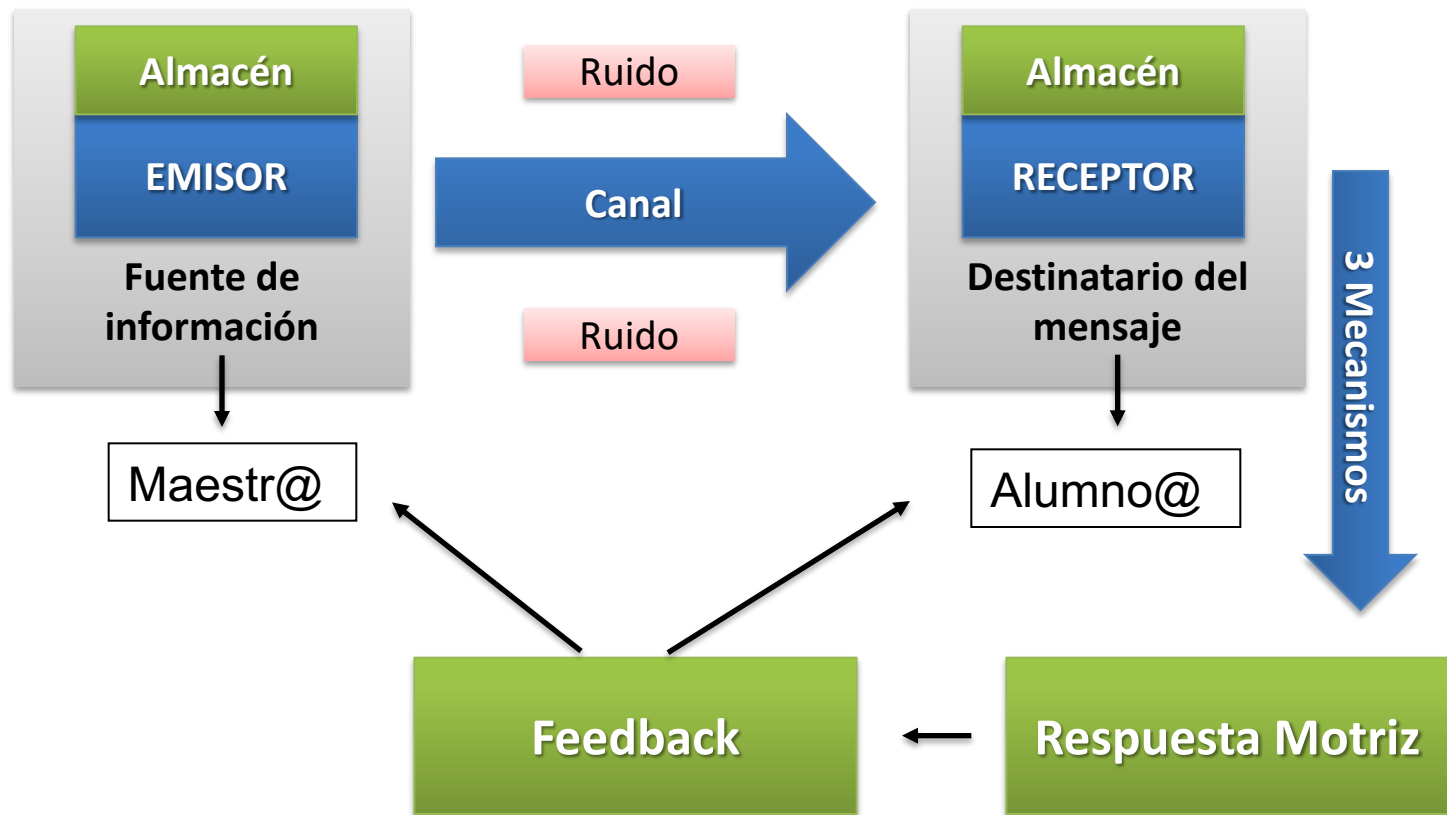 Almacén
EMISOR
Fuente de
información
Maestr@
Ruido
Canal
Ruido
Almacén
RECEPTOR
Destinatario del
mensaje
Alumno@
3 Mecanismos
Feedback
Respuesta Motriz